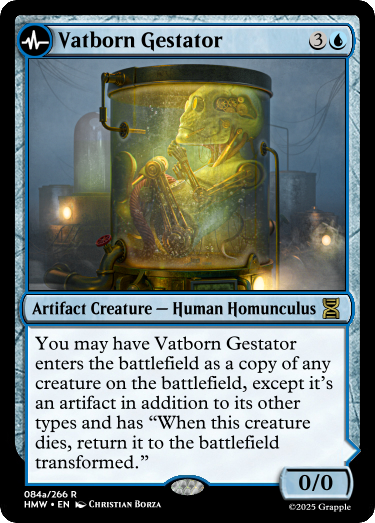 Vatborn Gestator 3
Artifact Creature — Human Homunculus
You may have Vatborn Gestator
enters the battlefield as a copy of any
creature on the battlefield, except it’s
an artifact in addition to its other
types and has “When this creature
dies, return it to the battlefield
transformed.”
0/0
084a/266 R
HMW • EN Christian Borza
©2025 Grapple